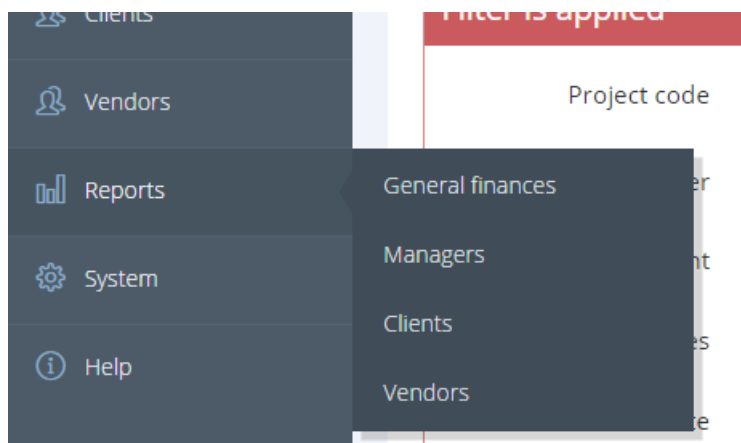 Clients
Filter is applied
Vendors
Project code
Reports
General finances
Managers
System
Clients
Help
Vendors